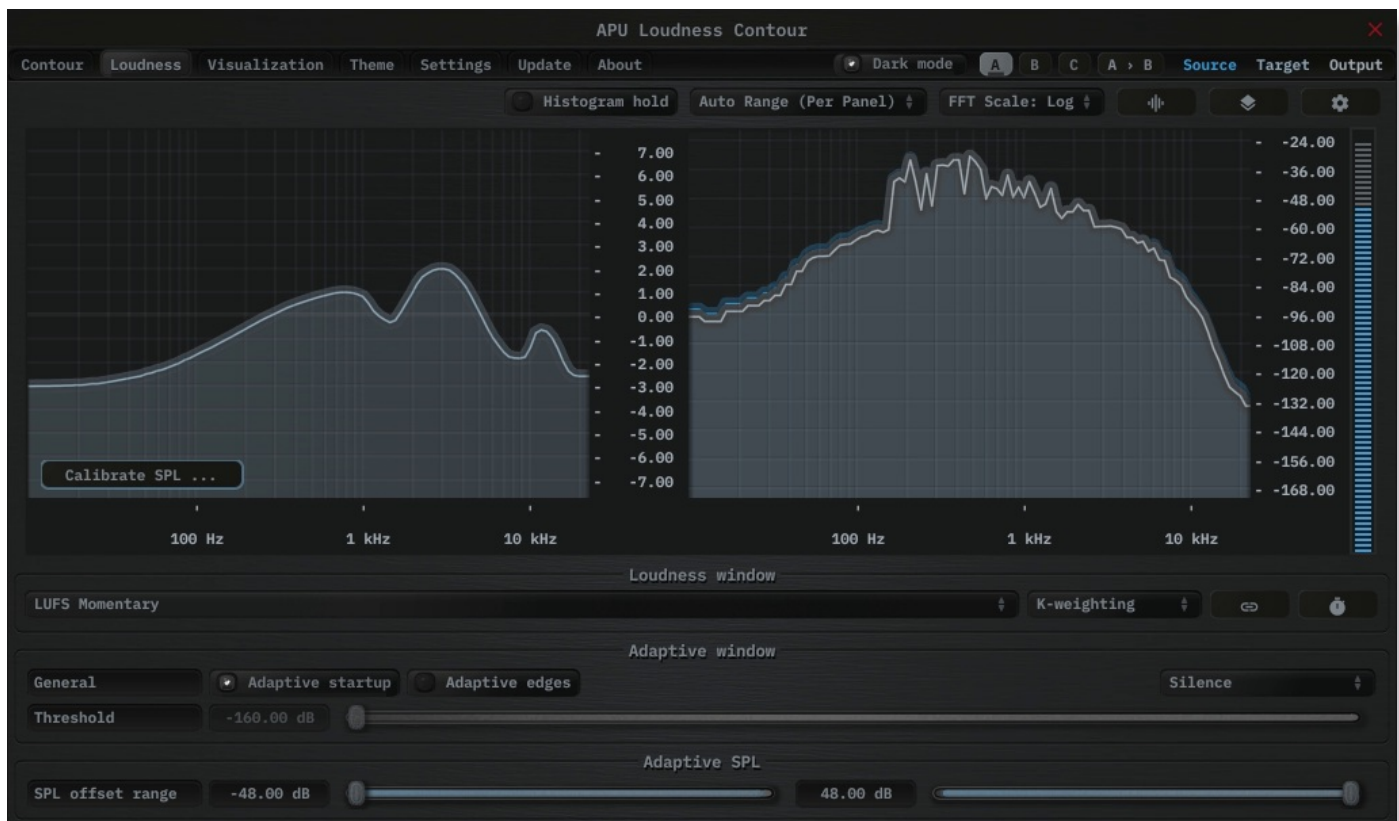 APU Loudness Contour
Contour Loudness Visualization Theme Settings Update About Dark mode A B C A › B Source Target Output
Histogram hold Auto Range (Per Panel) FFT Scale: Log
- 7.00
- 6.00
- 5.00
- 4.00
- 3.00
- 2.00
- 1.00
- 0.00
- -1.00
- -2.00
- -3.00
- -4.00
- -5.00
- -6.00
- -7.00
Calibrate SPL ...
100 Hz 1 kHz 10 kHz
- -24.00
- -36.00
- -48.00
- -60.00
- -72.00
- -84.00
- -96.00
- -108.00
- -120.00
- -132.00
- -144.00
- -156.00
- -168.00
100 Hz 1 kHz 10 kHz
Loudness window
LUFS Momentary K-weighting
Adaptive window
General Adaptive startup Adaptive edges Silence
Threshold -160.00 dB
Adaptive SPL
SPL offset range -48.00 dB 48.00 dB